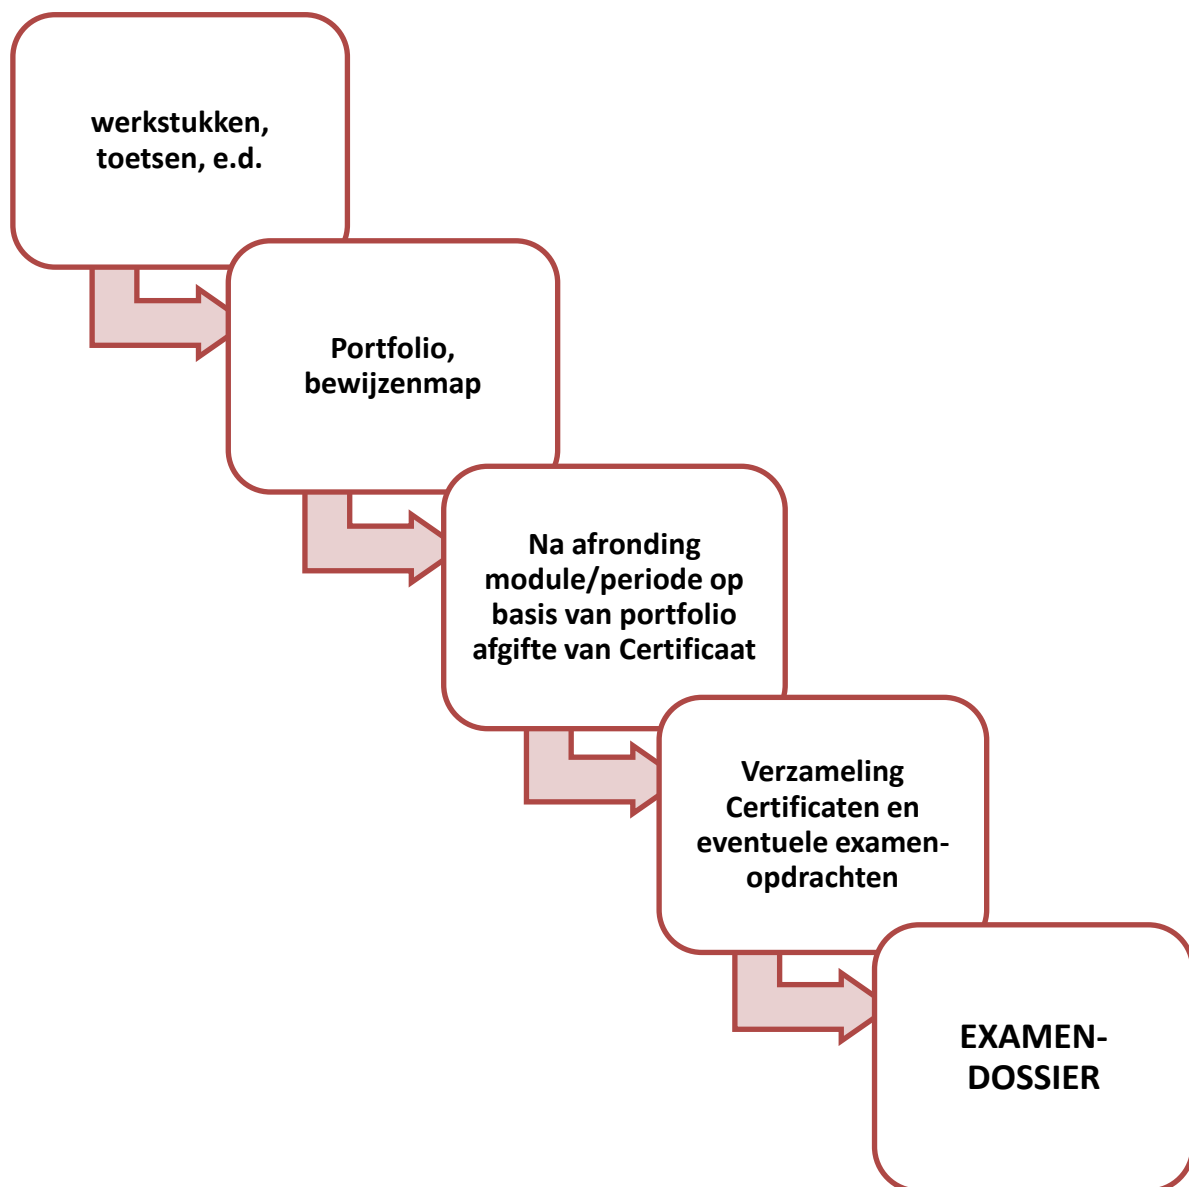 werkstukken,
toetsen, e.d.
Portfolio,
bewijzenmap
Na afronding
module/periode op
basis van portfolio
afgifte van Certificaat
Verzameling
Certificaten en
eventuele examen-
opdrachten
EXAMEN-
DOSSIER